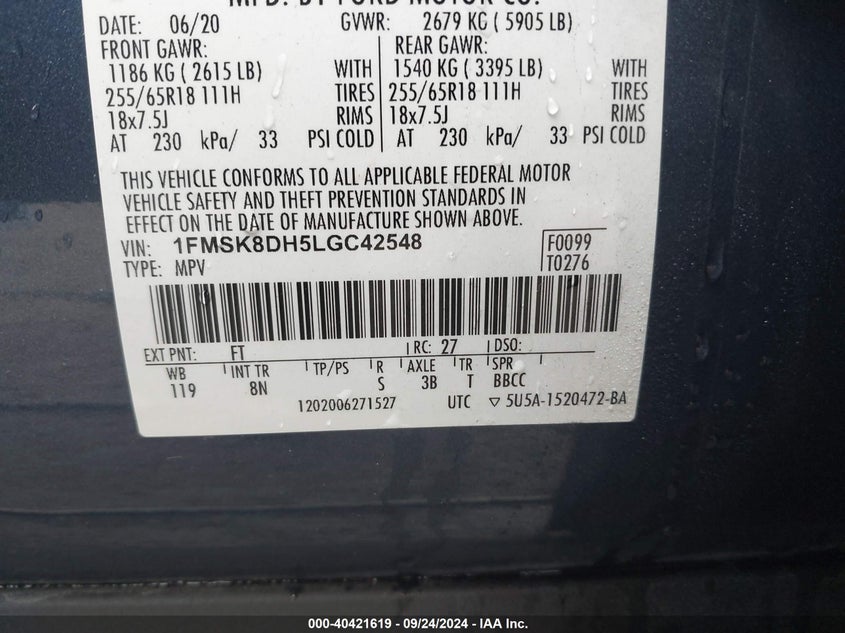 MFD. BY FORD MOTOR CO.
DATE: 06/20 GVWR: 2679 KG ( 5905 LB)
FRONT GAWR: REAR GAWR:
1186 KG ( 2615 LB) WITH 1540 KG ( 3395 LB) WITH
255/65R18 111H TIRES 255/65R18 111H TIRES
18x7.5J RIMS 18x7.5J RIMS
AT 230 kPa/ 33 PSI COLD AT 230 kPa/ 33 PSI COLD
THIS VEHICLE CONFORMS TO ALL APPLICABLE FEDERAL MOTOR
VEHICLE SAFETY AND THEFT PREVENTION STANDARDS IN
EFFECT ON THE DATE OF MANUFACTURE SHOWN ABOVE.
VIN: 1FMSK8DH5LGC42548 F0099
TYPE: MPV T0276
EXT PNT: FT RC: 27 DSO:
WB INT TR TP/PS R AXLE TR SPR
119 8N S 3B T BBCC
1202006271527 UTC ▽ 5U5A-1520472-BA
000-40421619 - 09/24/2024 - IAA Inc.